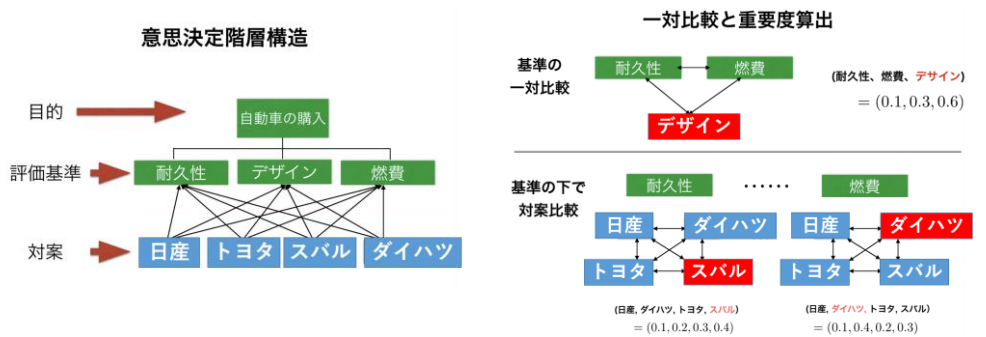 意思決定階層構造
目的
自動車の購入
評価基準
耐久性
デザイン
燃費
対案
日産
トヨタ
スバル
ダイハツ
一対比較と重要度算出
基準の
一対比較
耐久性
燃費
デザイン
(耐久性、燃費、デザイン)
= (0.1, 0.3, 0.6)
基準の下で
対案比較
耐久性
・・・・・・
燃費
日産
ダイハツ
トヨタ
スバル
(日産, ダイハツ, トヨタ, スバル)
= (0.1, 0.2, 0.3, 0.4)
日産
ダイハツ
トヨタ
スバル
(日産, ダイハツ, トヨタ, スバル)
= (0.1, 0.4, 0.2, 0.3)